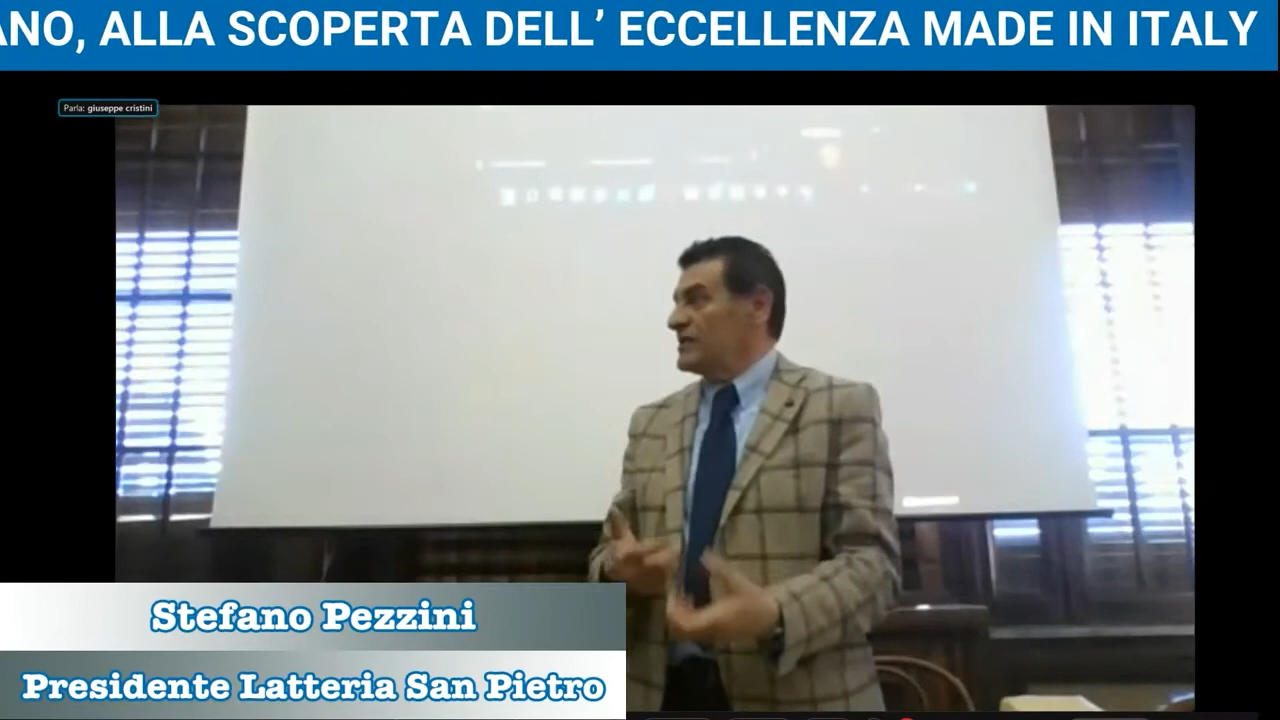 ANO, ALLA SCOPERTA DELL’ ECCELLENZA MADE IN ITALY
Parla: giuseppe cristini
Stefano Pezzini
Presidente Latteria San Pietro